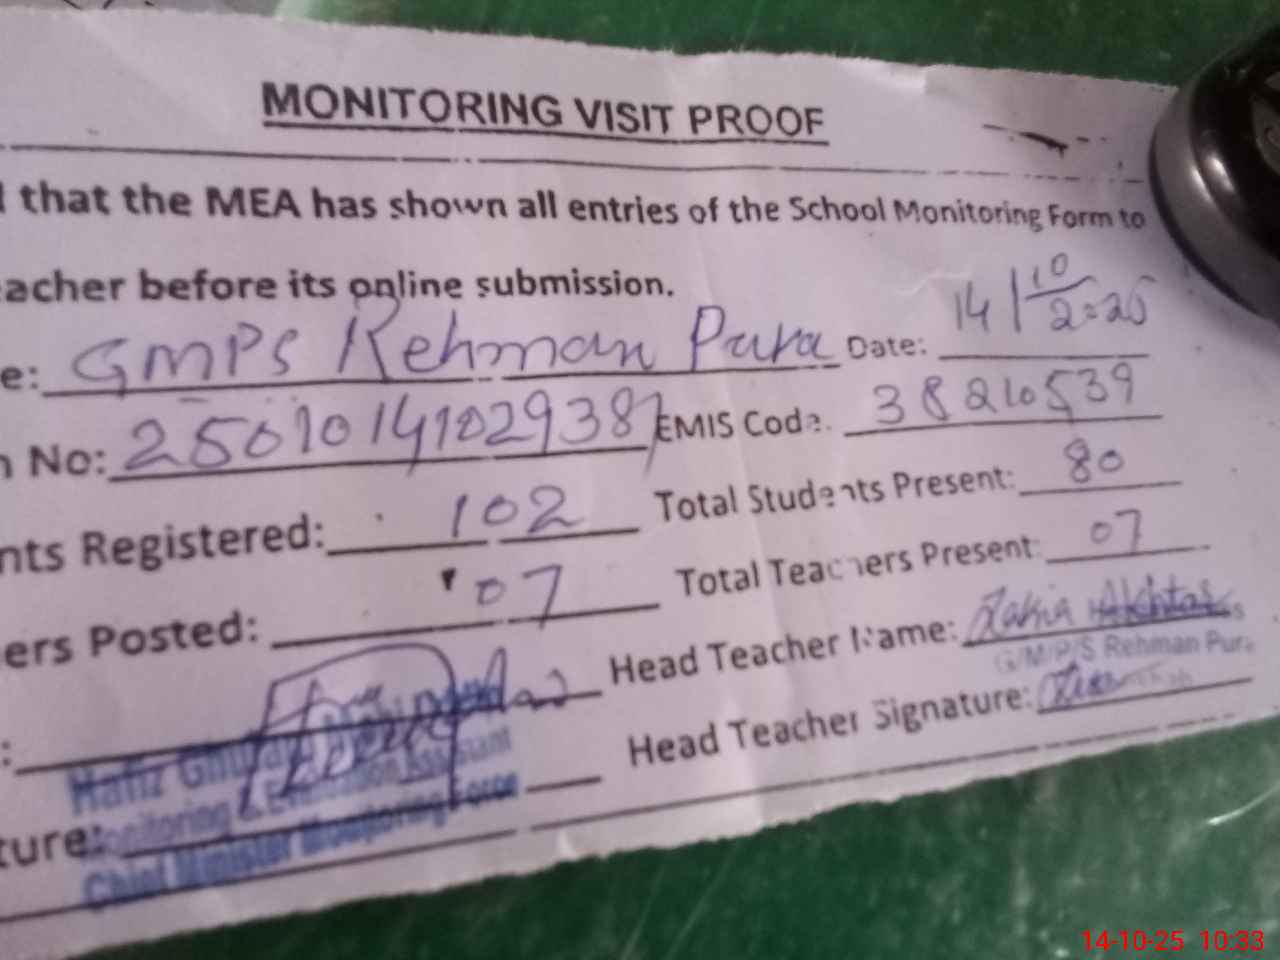 MONITORING VISIT PROOF
that the MEA has shown all entries of the School Monitoring Form to
acher before its online submission.
e: GMPS Rehman Pura Date: 14/10/2025
No: 2501014102938 EMIS Code. 38210539
nts Registered: 102 Total Students Present: 80
ers Posted: 07 Total Teachers Present: 07
Head Teacher Name: Zakia Akhtar
G/M/P/S Rehman Pura
: Head Teacher Signature:
Hafiz
Monitoring & Evaluation Assistant
ture:
Chief Minister Monitoring Force
14-10-25 10:33